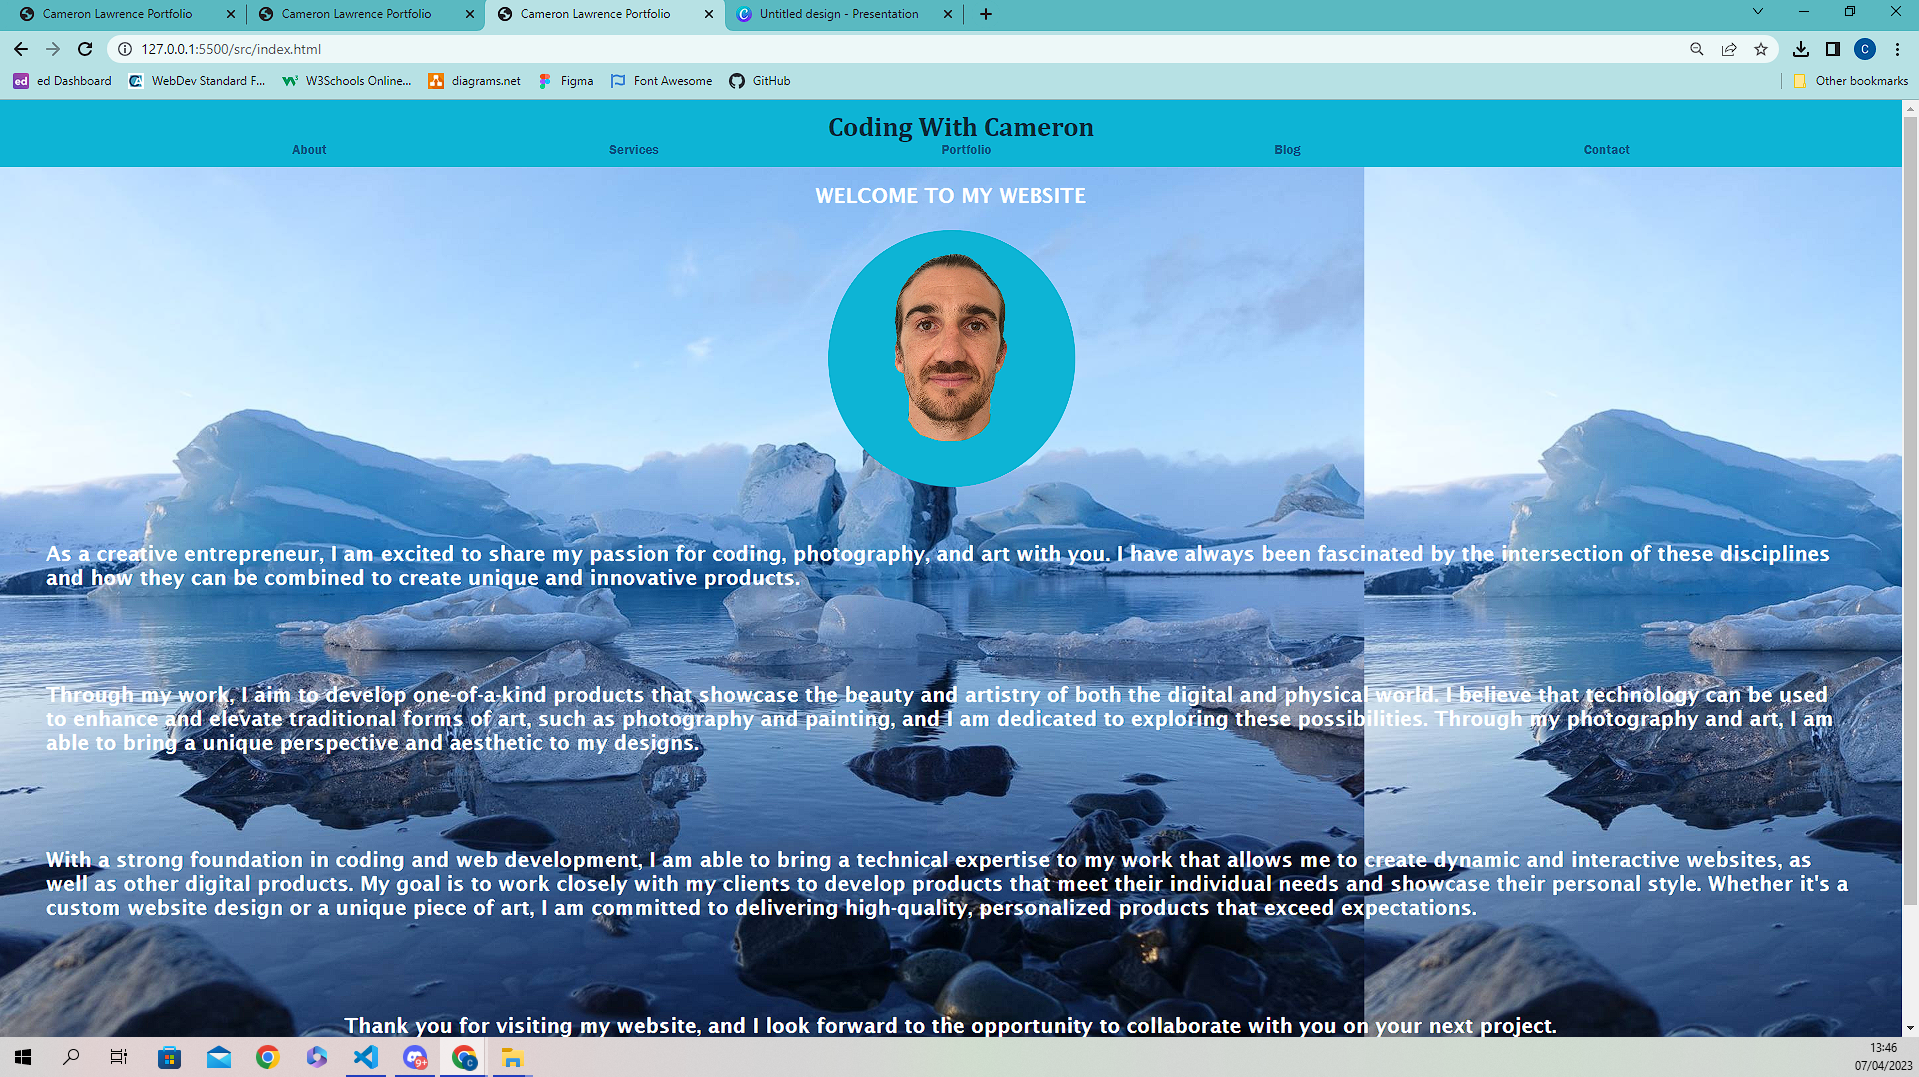 Cameron Lawrence Portfolio
Cameron Lawrence Portfolio
Cameron Lawrence Portfolio
Untitled design - Presentation
127.0.0.1:5500/src/index.html
C
ed
ed Dashboard
WebDev Standard F...
W3Schools Online...
diagrams.net
Figma
Font Awesome
GitHub
Other bookmarks
Coding With Cameron
About
Services
Portfolio
Blog
Contact
WELCOME TO MY WEBSITE
As a creative entrepreneur, I am excited to share my passion for coding, photography, and art with you. I have always been fascinated by the intersection of these disciplines
and how they can be combined to create unique and innovative products.
Through my work, I aim to develop one-of-a-kind products that showcase the beauty and artistry of both the digital and physical world. I believe that technology can be used
to enhance and elevate traditional forms of art, such as photography and painting, and I am dedicated to exploring these possibilities. Through my photography and art, I am
able to bring a unique perspective and aesthetic to my designs.
With a strong foundation in coding and web development, I am able to bring a technical expertise to my work that allows me to create dynamic and interactive websites, as
well as other digital products. My goal is to work closely with my clients to develop products that meet their individual needs and showcase their personal style. Whether it's a
custom website design or a unique piece of art, I am committed to delivering high-quality, personalized products that exceed expectations.
Thank you for visiting my website, and I look forward to the opportunity to collaborate with you on your next project.
9+
C
13:46
07/04/2023